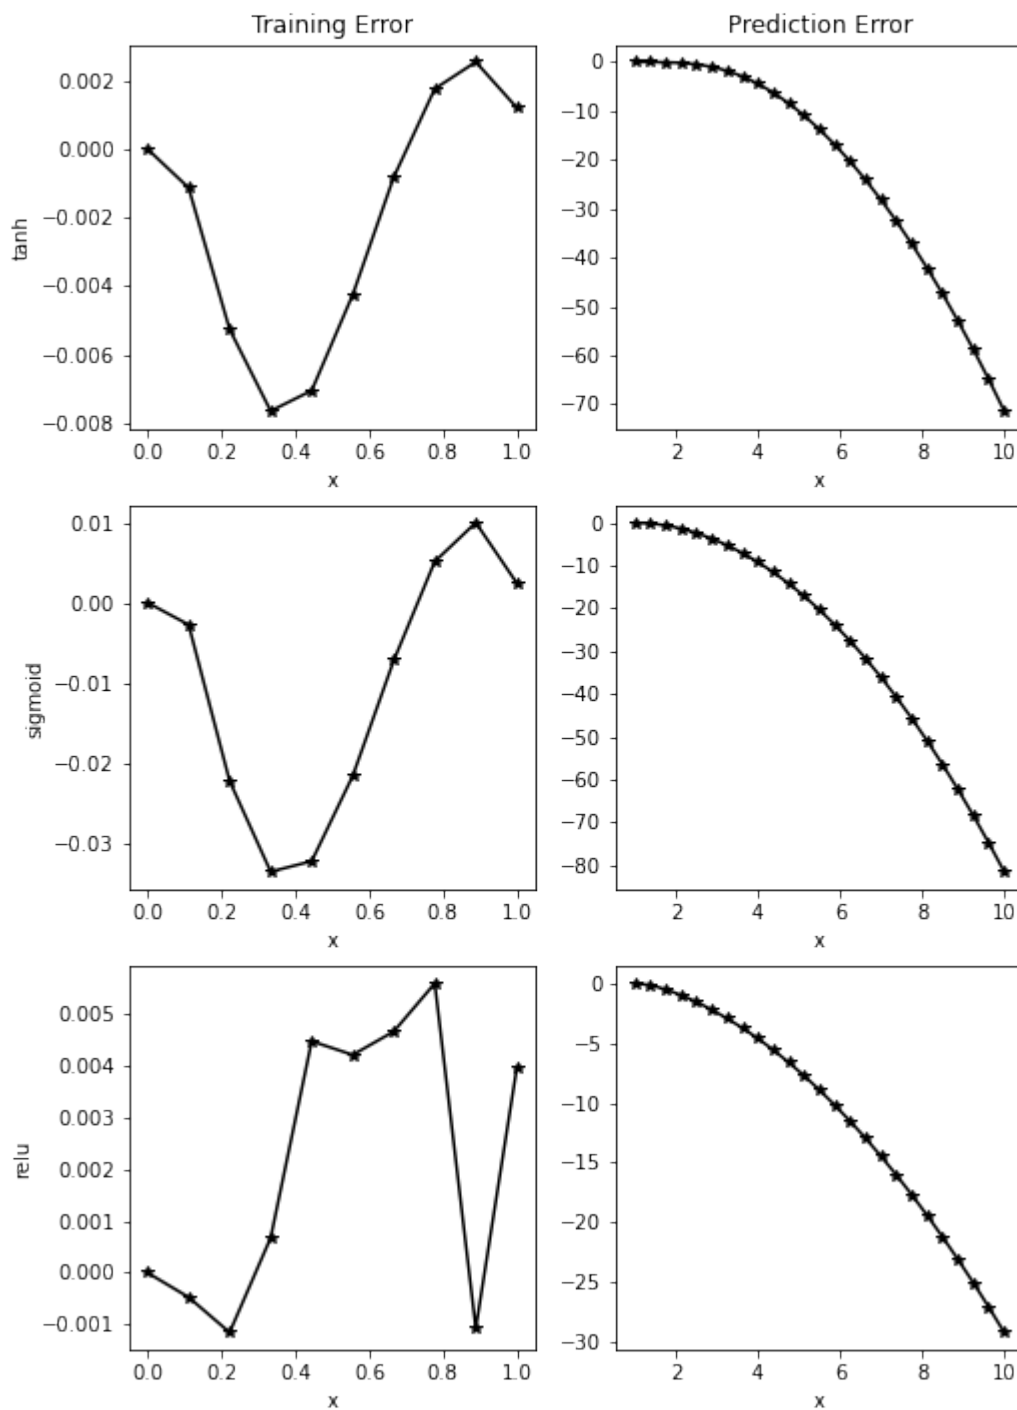 Training Error
Prediction Error
0.002
0.000
−0.002
−0.004
−0.006
−0.008
tanh
0.0 0.2 0.4 0.6 0.8 1.0
x
0
−10
−20
−30
−40
−50
−60
−70
2 4 6 8 10
x
0.01
0.00
−0.01
−0.02
−0.03
sigmoid
0.0 0.2 0.4 0.6 0.8 1.0
x
0
−10
−20
−30
−40
−50
−60
−70
−80
2 4 6 8 10
x
0.005
0.004
0.003
0.002
0.001
0.000
−0.001
relu
0.0 0.2 0.4 0.6 0.8 1.0
x
0
−5
−10
−15
−20
−25
−30
2 4 6 8 10
x